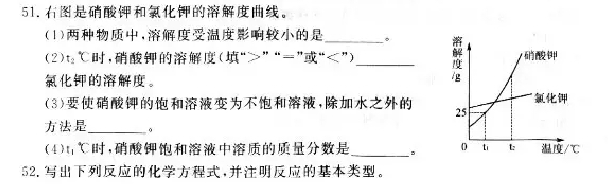 51. 右图是硝酸钾和氯化钾的溶解度曲线。
(1)两种物质中,溶解度受温度影响较小的是________。
(2)t₂℃时,硝酸钾的溶解度(填“>”“=”或“<”)________
氯化钾的溶解度。
(3)要使硝酸钾的饱和溶液变为不饱和溶液,除加水之外的
方法是________。
(4)t₁℃时,硝酸钾饱和溶液中溶质的质量分数是________。
52. 写出下列反应的化学方程式,并注明反应的基本类型。
溶解度/g
硝酸钾
氯化钾
25
0 t₁ t₂ 温度/℃